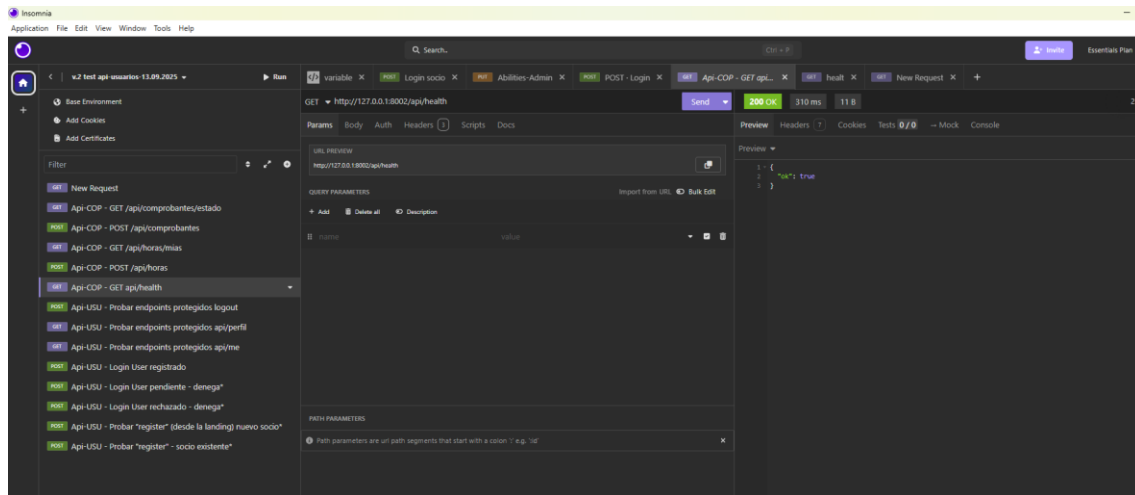 Insomnia
Application File Edit View Window Tools Help
Search.. Ctrl + P Invite Essentials Plan
v.2 test api-usuarios-13.09.2025 Run
variable POST Login socio PUT Abilities-Admin POST POST - Login GET Api-COP - GET api... GET healt GET New Request
Base Environment
Add Cookies
Add Certificates
Filter
GET New Request
GET Api-COP - GET /api/comprobantes/estado
POST Api-COP - POST /api/comprobantes
GET Api-COP - GET /api/horas/mias
POST Api-COP - POST /api/horas
GET Api-COP - GET api/health
POST Api-USU - Probar endpoints protegidos logout
GET Api-USU - Probar endpoints protegidos api/perfil
GET Api-USU - Probar endpoints protegidos api/me
POST Api-USU - Login User registrado
POST Api-USU - Login User pendiente - denega*
POST Api-USU - Login User rechazado - denega*
POST Api-USU - Probar "register" (desde la landing) nuevo socio*
POST Api-USU - Probar "register" - socio existente*
GET http://127.0.0.1:8002/api/health Send
Params Body Auth Headers 3 Scripts Docs
URL PREVIEW
http://127.0.0.1:8002/api/health
QUERY PARAMETERS Import from URL Bulk Edit
+ Add Delete all Description
name value
PATH PARAMETERS
Path parameters are url path segments that start with a colon ':' e.g. ':id'
200 OK 310 ms 11 B
Preview Headers 7 Cookies Tests 0 / 0 → Mock Console
Preview
1 {
2 "ok": true
3 }